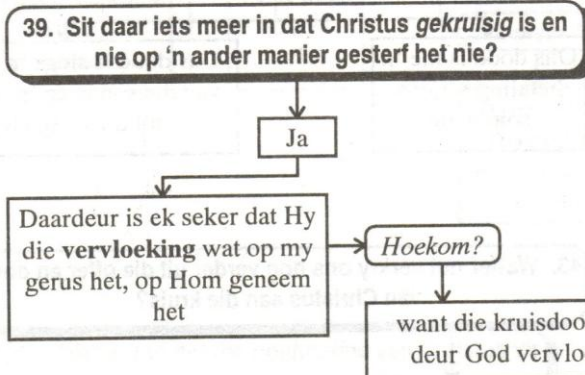 39. Sit daar iets meer in dat Christus gekruisig is en
nie op 'n ander manier gesterf het nie?
Ja
Daardeur is ek seker dat Hy
die vervloeking wat op my
gerus het, op Hom geneem
het
Hoekom?
want die
deur God